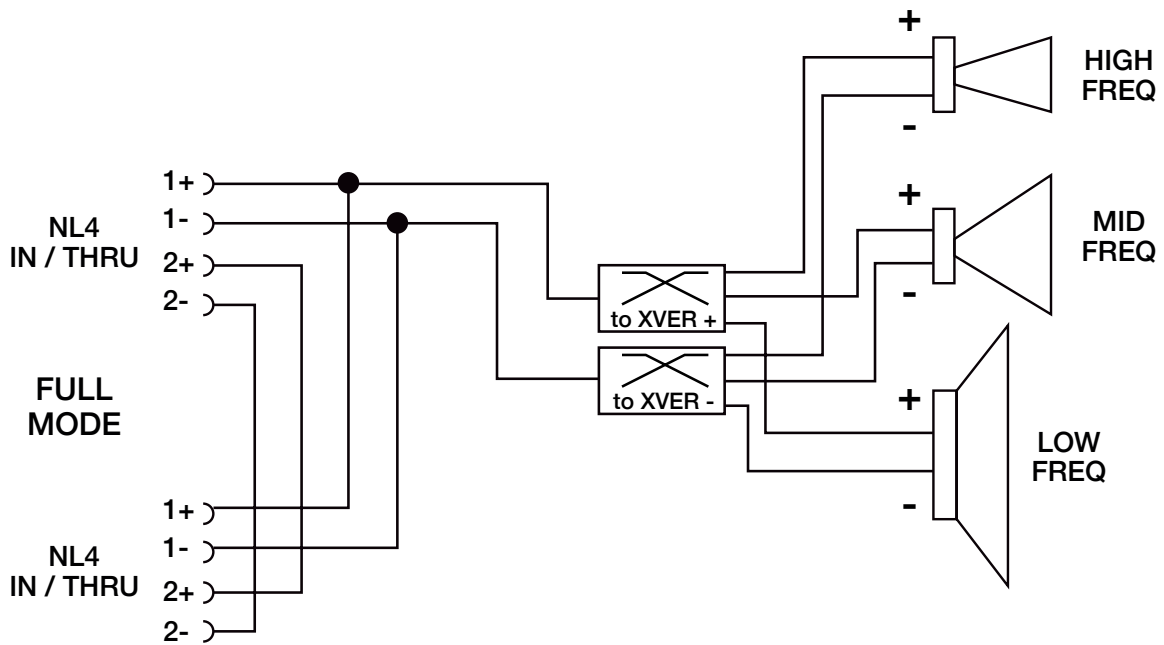 +
HIGH
FREQ
-
1+
1-
NL4
IN / THRU
2+
2-
+
MID
FREQ
-
to XVER +
to XVER -
FULL
MODE
+
LOW
FREQ
-
1+
1-
NL4
IN / THRU
2+
2-